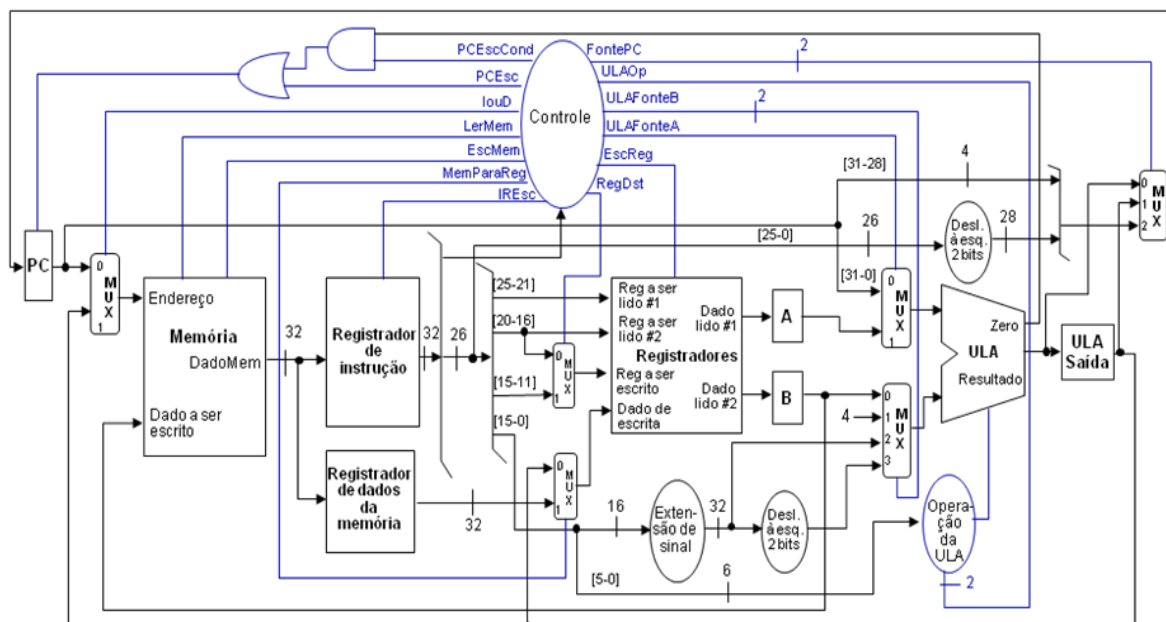 PCEscCond
FontePC
2
ULAOp
PCEsc
IouD
ULAFonteB
2
LerMem
Controle
ULAFonteA
EscMem
EscReg
MemParaReg
RegDst
IREsc
[31-28]
4
0
1
2
MUX
PC
0
MUX
1
Endereço
Memória
DadoMem
Dado a ser
escrito
32
Registrador
de
instrução
32
26
Registrador
de dados
da
memória
32
[25-0]
26
Desl.
à esq.
2 bits
28
[25-21]
[20-16]
[15-11]
[15-0]
0
MUX
1
0
MUX
1
Reg a ser
lido #1
Reg a ser
lido #2
Registradores
Reg a ser
escrito
Dado de
escrita
Dado
lido #1
Dado
lido #2
A
B
[31-0]
0
MUX
1
4
0
1
2
3
MUX
Zero
ULA
Resultado
ULA
Saída
16
Exten-
são de
sinal
32
Desl.
à esq.
2 bits
Opera-
ção da
ULA
[5-0]
6
2